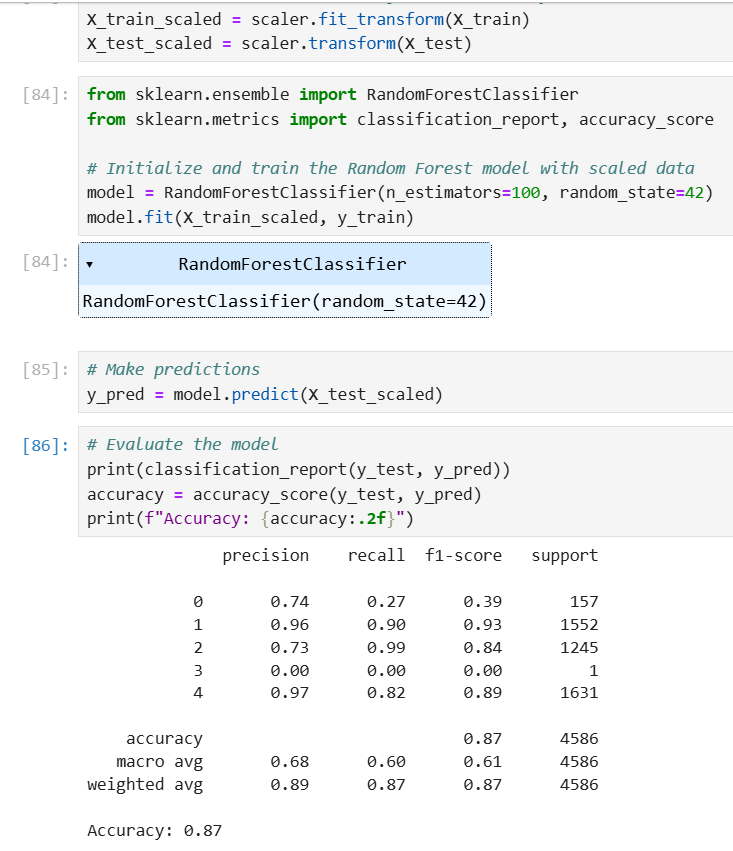 X_train_scaled = scaler.fit_transform(X_train)
X_test_scaled = scaler.transform(X_test)
[84]: from sklearn.ensemble import RandomForestClassifier
from sklearn.metrics import classification_report, accuracy_score
# Initialize and train the Random Forest model with scaled data
model = RandomForestClassifier(n_estimators=100, random_state=42)
model.fit(X_train_scaled, y_train)
[84]: ▾ RandomForestClassifier
RandomForestClassifier(random_state=42)
[85]: # Make predictions
y_pred = model.predict(X_test_scaled)
[86]: # Evaluate the model
print(classification_report(y_test, y_pred))
accuracy = accuracy_score(y_test, y_pred)
print(f"Accuracy: {accuracy:.2f}")
precision recall f1-score support
0 0.74 0.27 0.39 157
1 0.96 0.90 0.93 1552
2 0.73 0.99 0.84 1245
3 0.00 0.00 0.00 1
4 0.97 0.82 0.89 1631
accuracy 0.87 4586
macro avg 0.68 0.60 0.61 4586
weighted avg 0.89 0.87 0.87 4586
Accuracy: 0.87